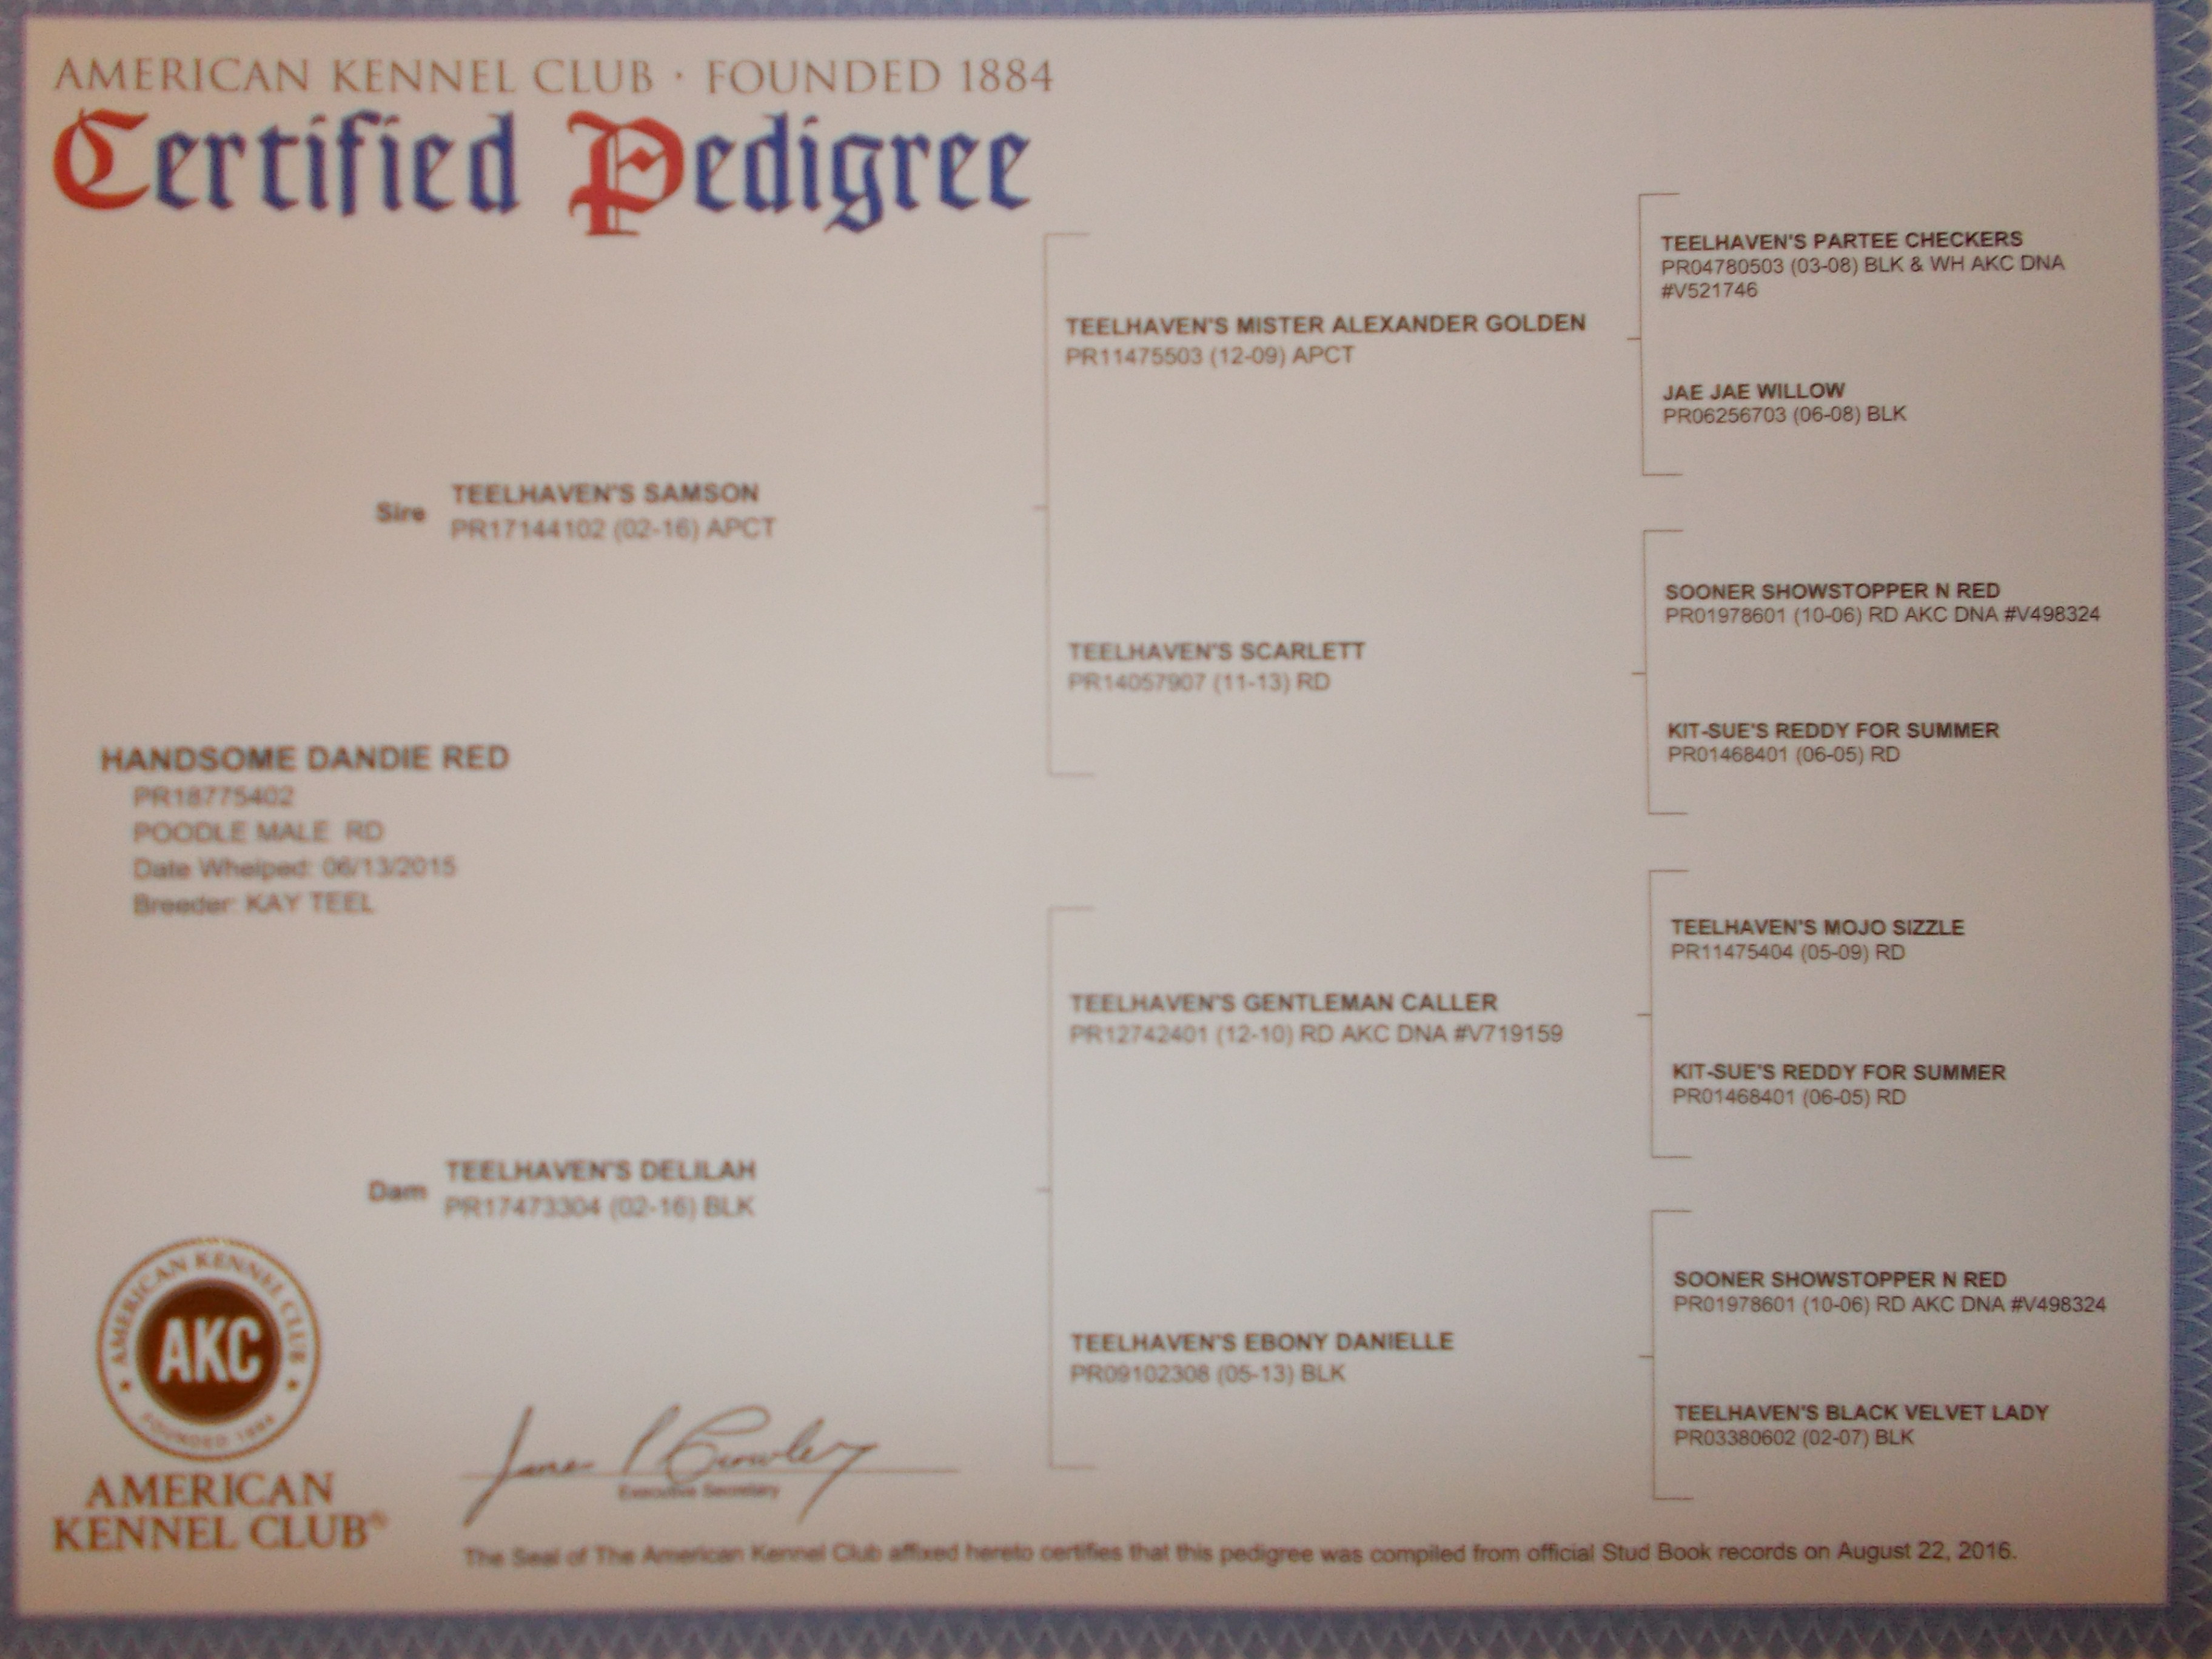 AMERICAN KENNEL CLUB · FOUNDED 1884
Certified Pedigree
TEELHAVEN'S PARTEE CHECKERS
PR04780503 (03-08) BLK & WH AKC DNA
#V521746
TEELHAVEN'S MISTER ALEXANDER GOLDEN
PR11475503 (12-09) APCT
JAE JAE WILLOW
PR06256703 (06-08) BLK
Sire
TEELHAVEN'S SAMSON
PR17144102 (02-16) APCT
SOONER SHOWSTOPPER N RED
PR01978601 (10-06) RD AKC DNA #V498324
TEELHAVEN'S SCARLETT
PR14057907 (11-13) RD
KIT-SUE'S REDDY FOR SUMMER
PR01468401 (06-05) RD
HANDSOME DANDIE RED
PR18775402
POODLE MALE RD
Date Whelped: 06/13/2015
Breeder: KAY TEEL
TEELHAVEN'S MOJO SIZZLE
PR11475404 (05-09) RD
TEELHAVEN'S GENTLEMAN CALLER
PR12742401 (12-10) RD AKC DNA #V719159
KIT-SUE'S REDDY FOR SUMMER
PR01468401 (06-05) RD
Dam
TEELHAVEN'S DELILAH
PR17473304 (02-16) BLK
SOONER SHOWSTOPPER N RED
PR01978601 (10-06) RD AKC DNA #V498324
TEELHAVEN'S EBONY DANIELLE
PR09102308 (05-13) BLK
TEELHAVEN'S BLACK VELVET LADY
PR03380602 (02-07) BLK
AMERICAN KENNEL CLUB
AKC
FOUNDED 1884
AMERICAN
KENNEL CLUB®
James P Crowley
Executive Secretary
The Seal of The American Kennel Club affixed hereto certifies that this pedigree was compiled from official Stud Book records on August 22, 2016.